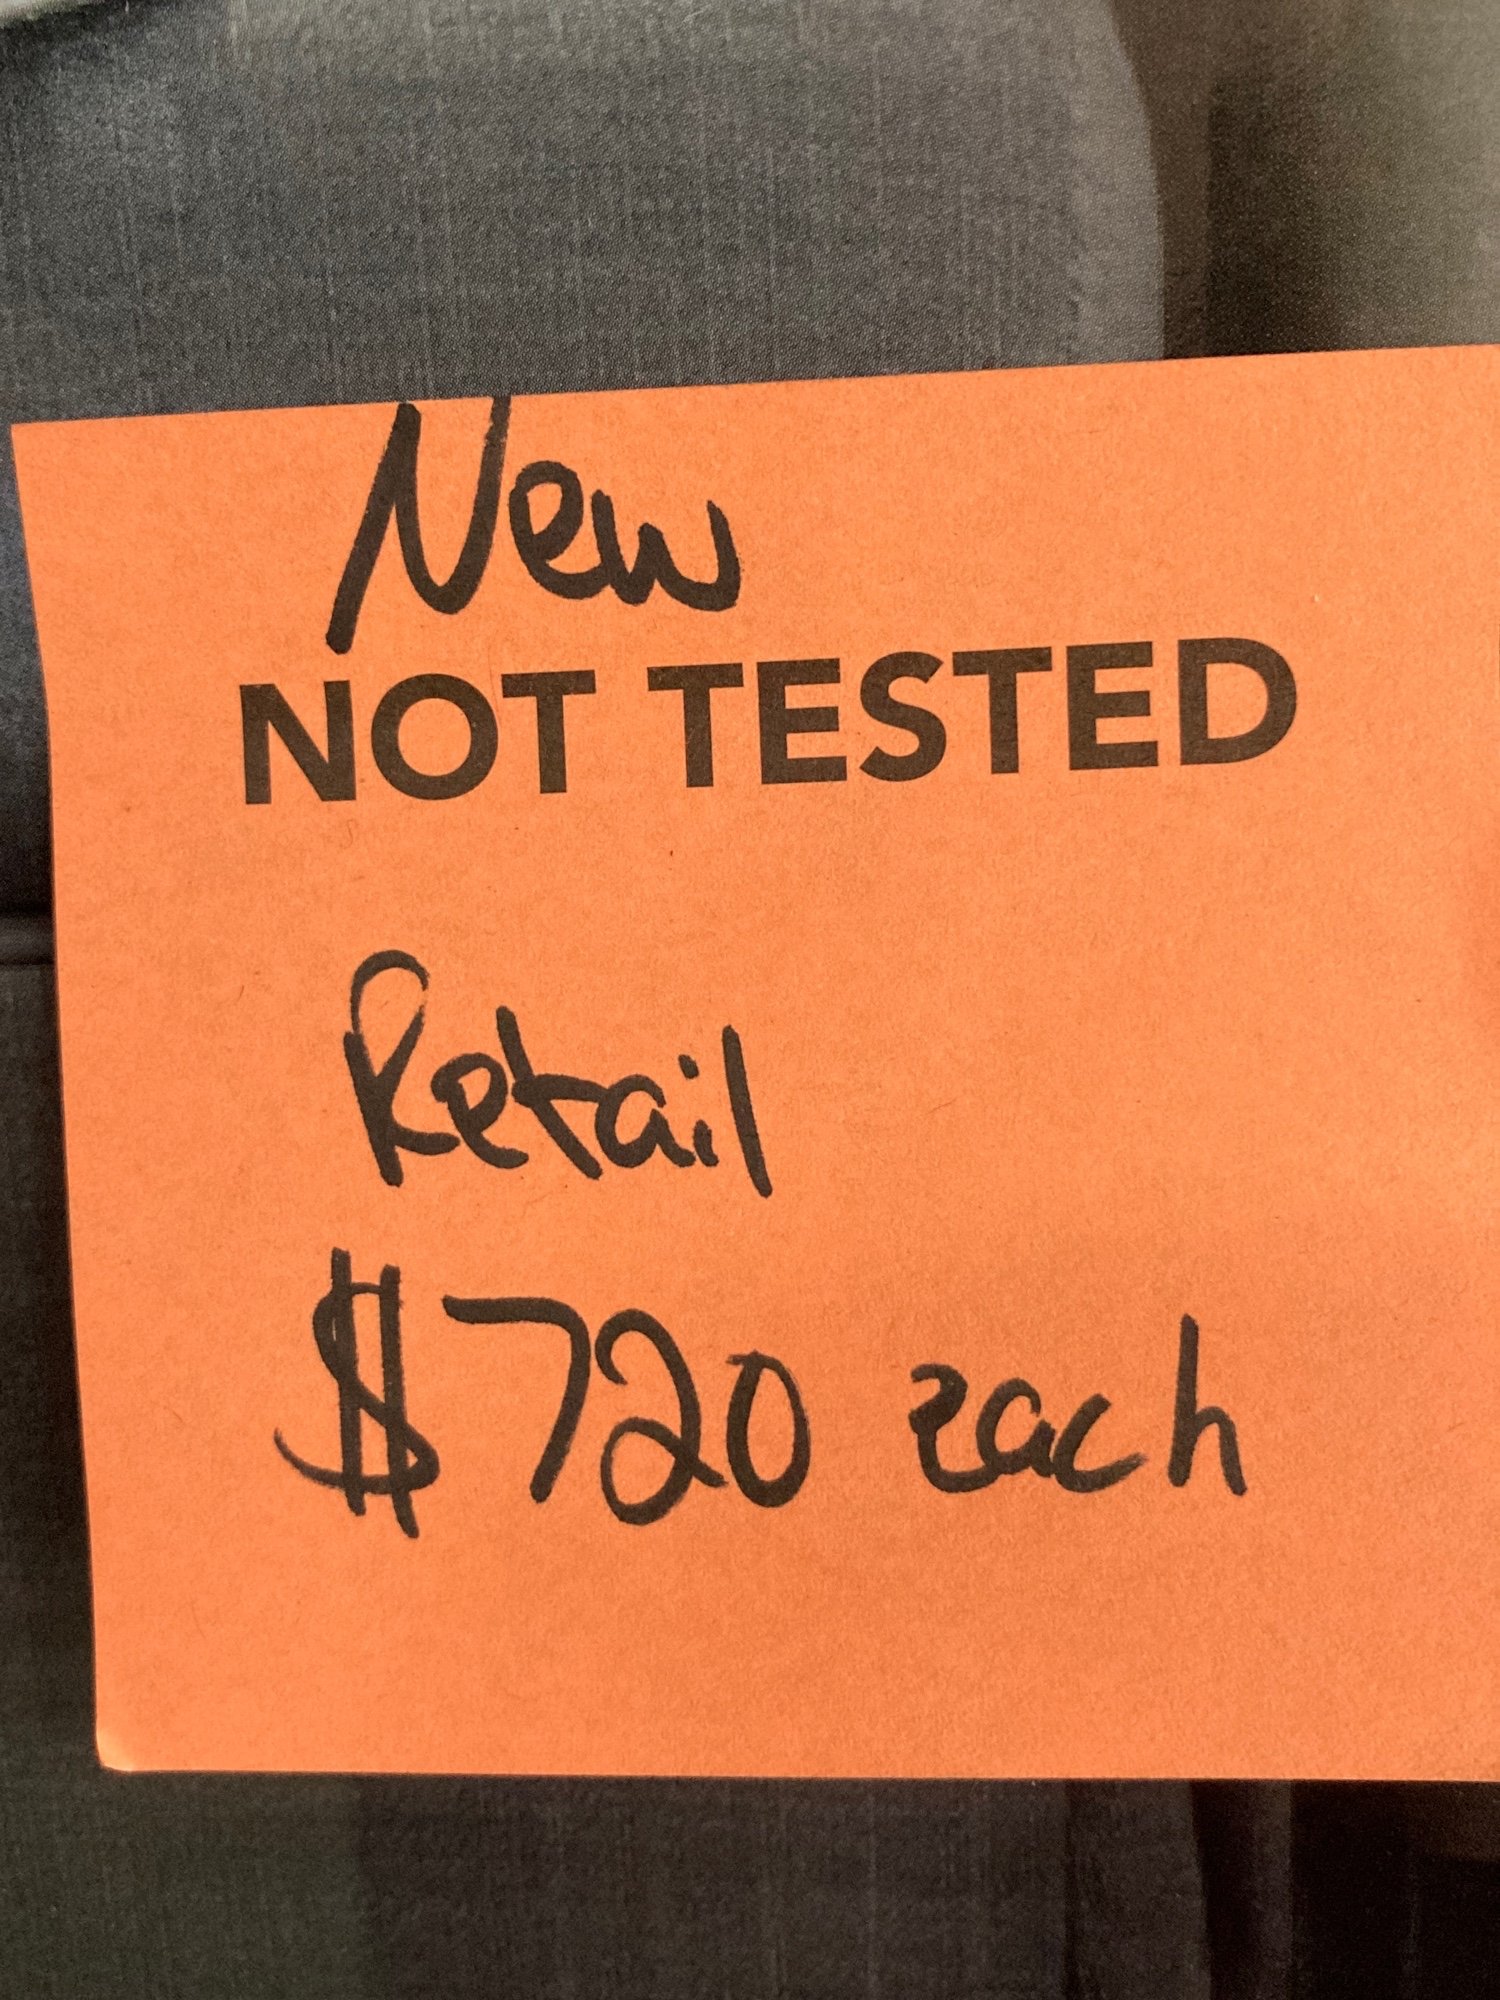 New
NOT TESTED
Retail
$720 each